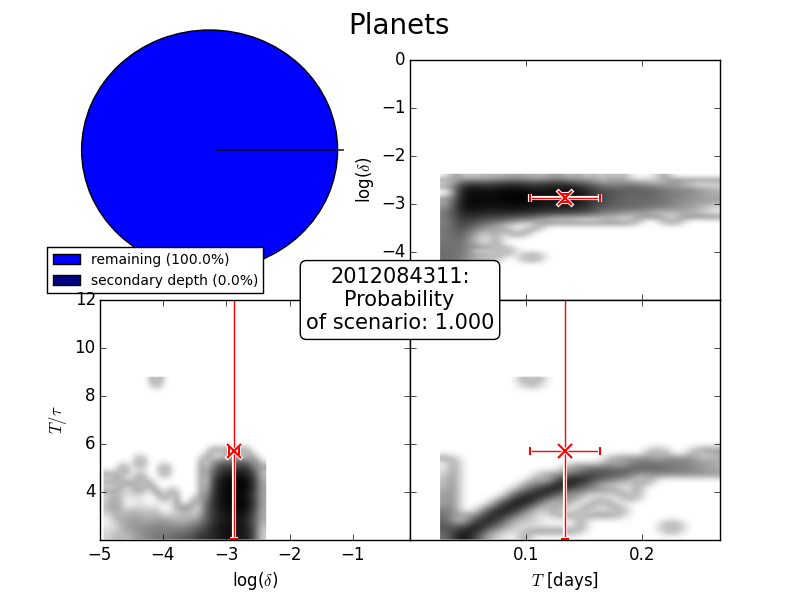 Planets
remaining (100.0%)
secondary depth (0.0%)
0
−1
−2
−3
−4
log(δ)
2012084311:
Probability
of scenario: 1.000
12
10
8
6
4
T/τ
−5
−4
−3
−2
−1
log(δ)
0.1
0.2
T [days]